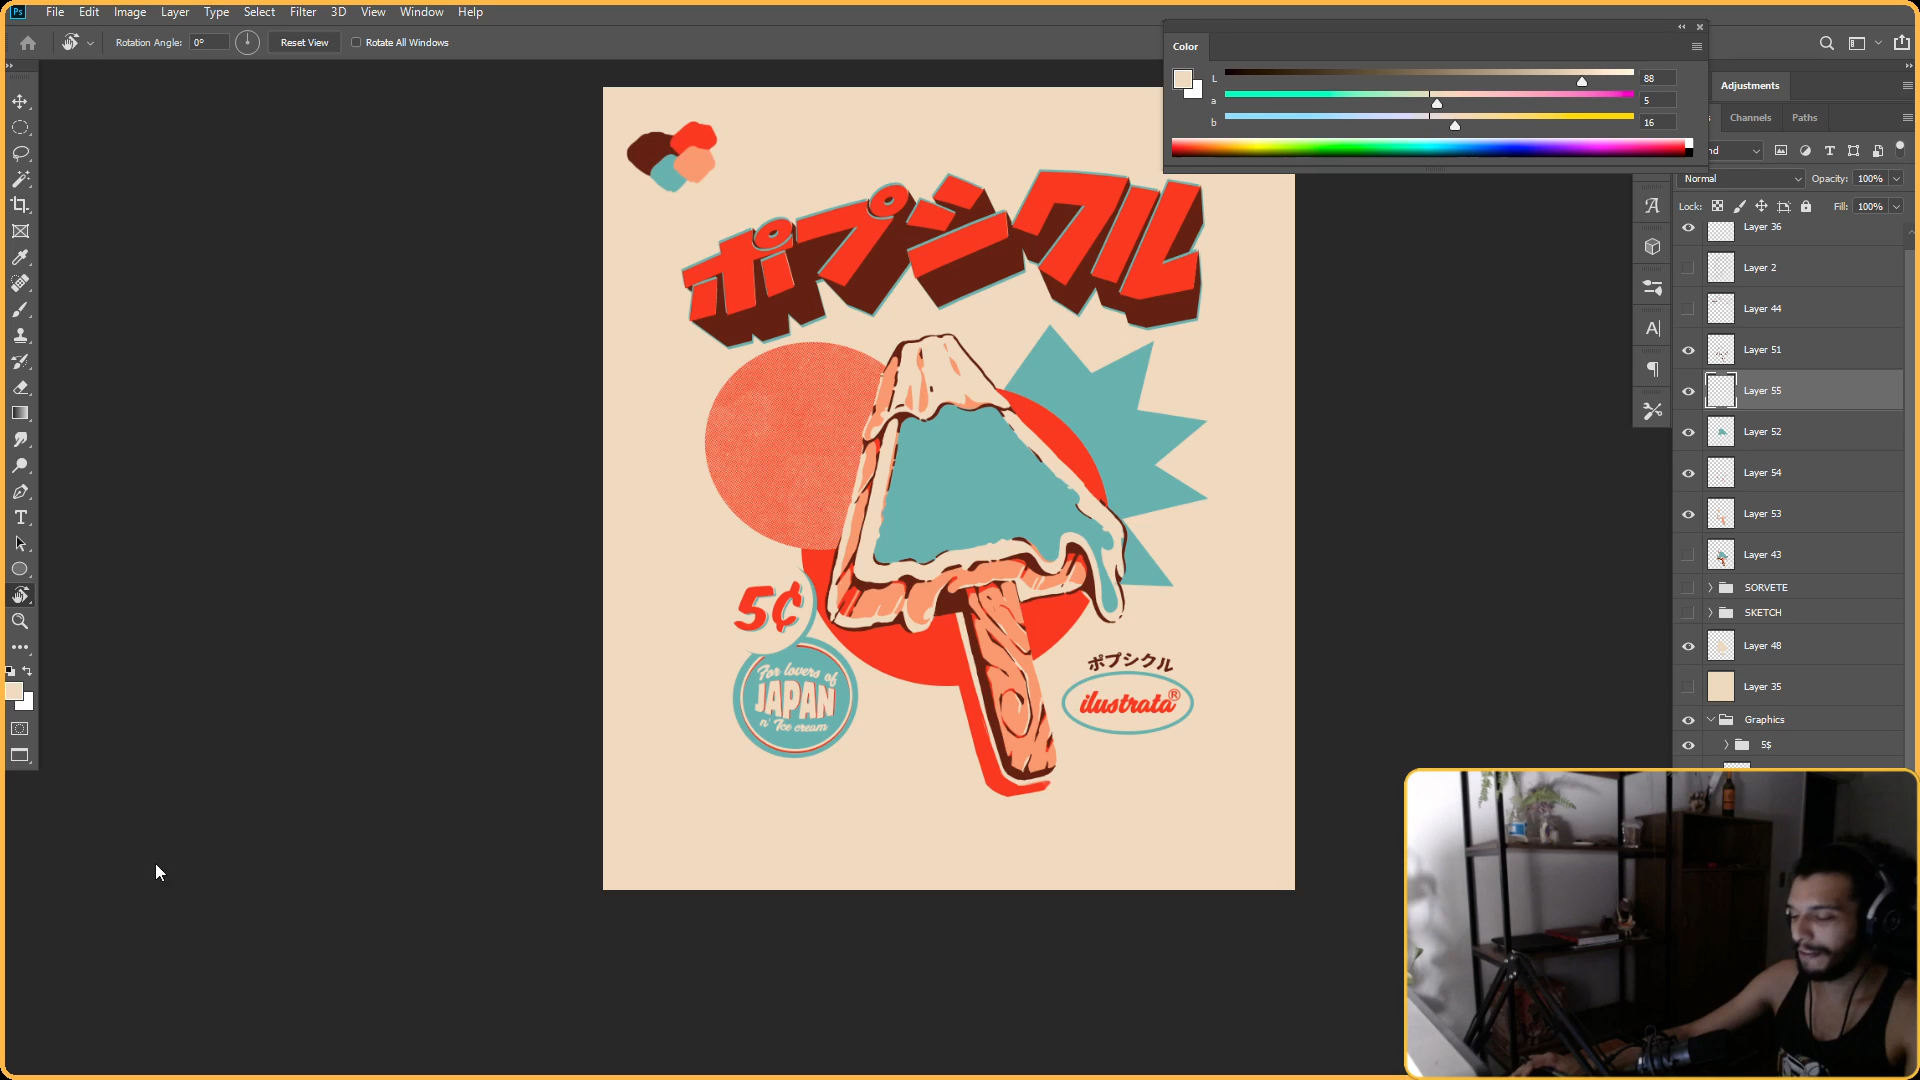 Ps File Edit Image Layer Type Select Filter 3D View Window Help
Rotation Angle: 0° Reset View Rotate All Windows
Color
L 88
a 5
b 16
Adjustments
Channels Paths
Normal Opacity: 100%
Lock: Fill: 100%
Layer 36
Layer 2
Layer 44
Layer 51
Layer 55
Layer 52
Layer 54
Layer 53
Layer 43
SORVETE
SKETCH
Layer 48
Layer 35
Graphics
5$
ポプシクル
5¢
For lovers of
JAPAN
n' Ice cream
ポプシクル
ilustrata®